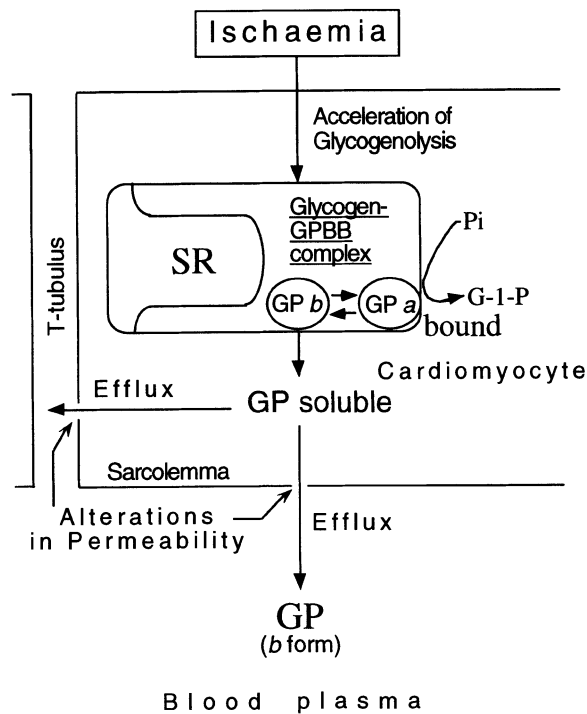 Ischaemia
Acceleration of
Glycogenolysis
T-tubulus
SR
Glycogen-
GPBB
complex
Pi
GP b
GP a
G-1-P
bound
Cardiomyocyte
Efflux
GP soluble
Sarcolemma
Alterations
in Permeability
Efflux
GP
(b form)
Blood plasma